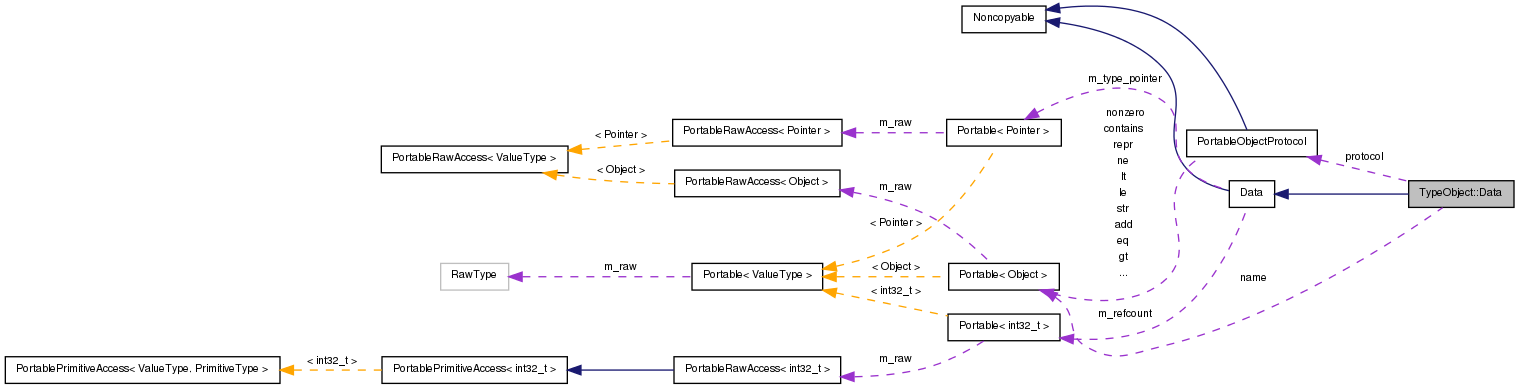 Noncopyable
m_type_pointer
nonzero
contains
repr
ne
lt
le
str
add
eq
gt
...
PortableRawAccess< Pointer >
m_raw
Portable< Pointer >
< Pointer >
PortableRawAccess< ValueType >
< Object >
PortableRawAccess< Object >
m_raw
PortableObjectProtocol
protocol
Data
TypeObject::Data
< Pointer >
RawType
m_raw
Portable< ValueType >
< Object >
Portable< Object >
name
< int32_t >
m_refcount
Portable< int32_t >
m_raw
PortablePrimitiveAccess< ValueType, PrimitiveType >
< int32_t >
PortablePrimitiveAccess< int32_t >
PortableRawAccess< int32_t >